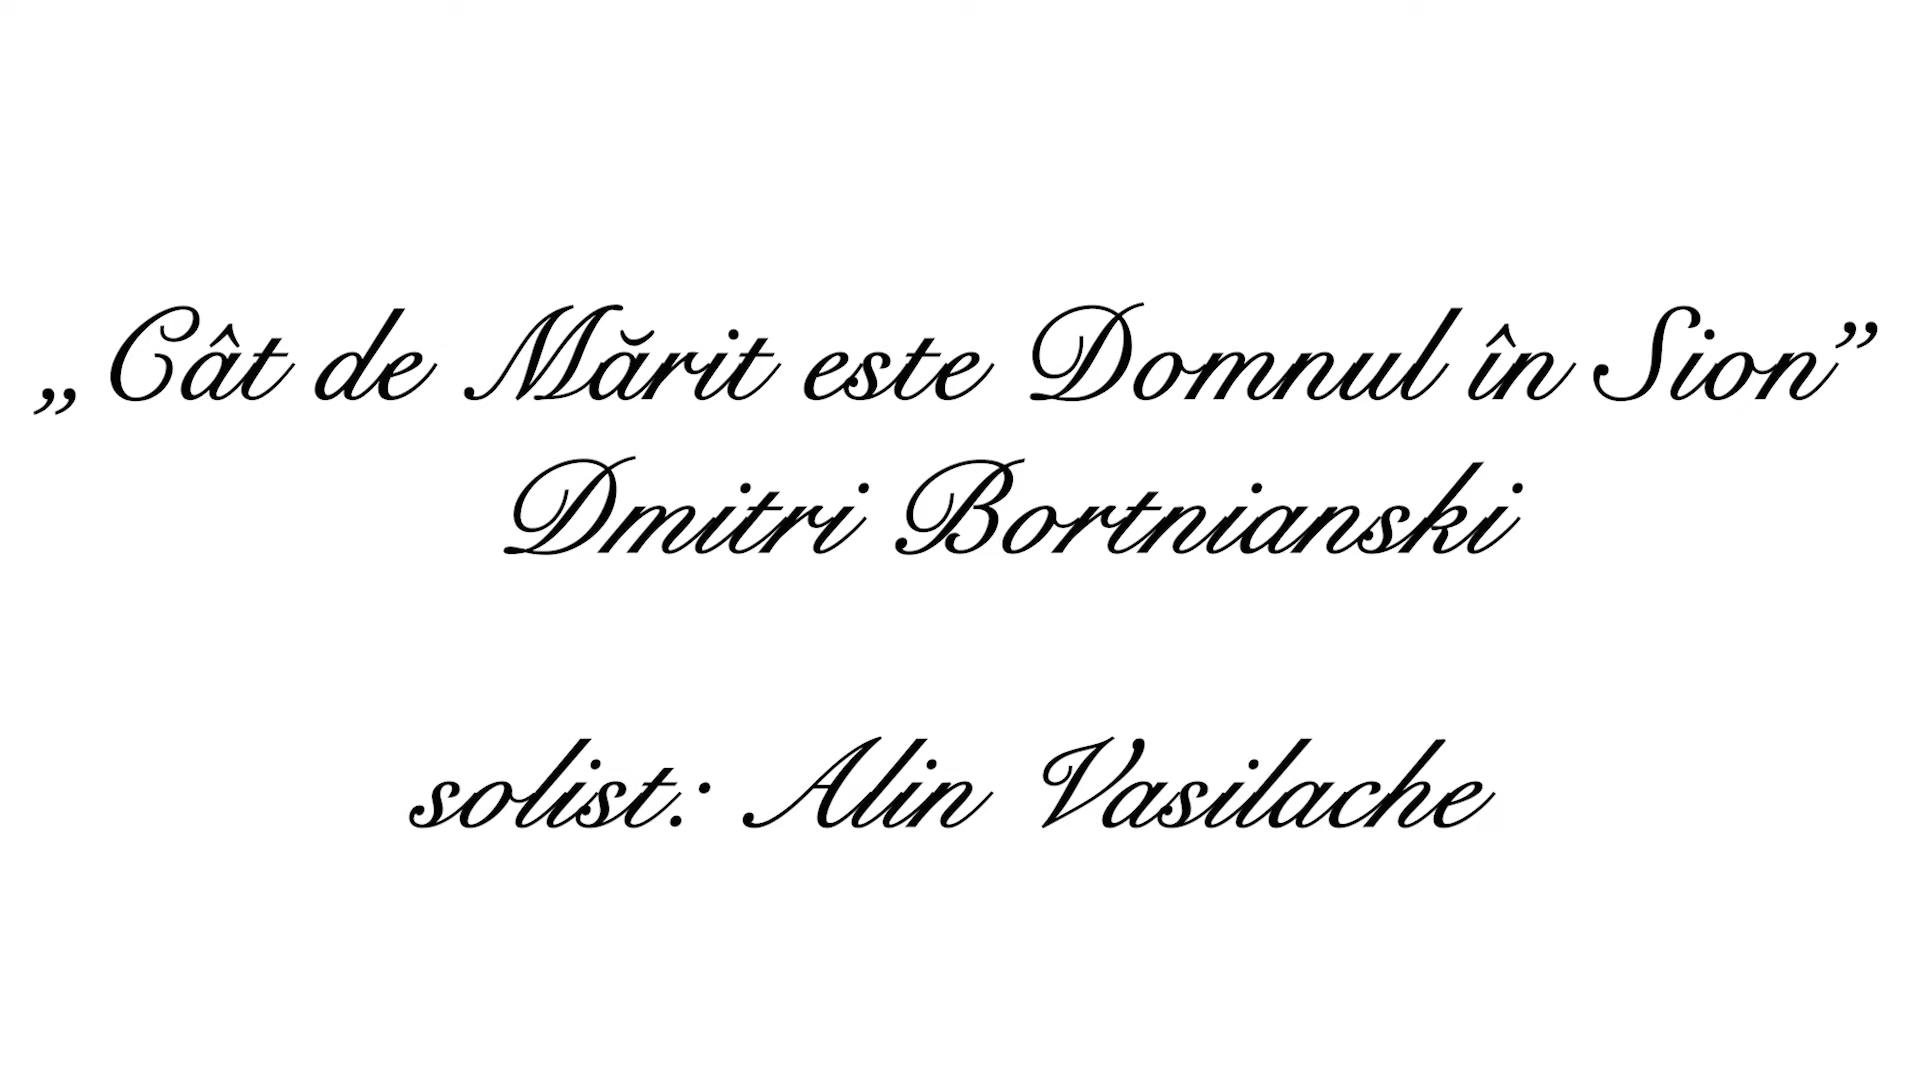 „Cât de Mărit este Domnul în Sion”
Dmitri Bortnianski
solist: Alin Vasilache